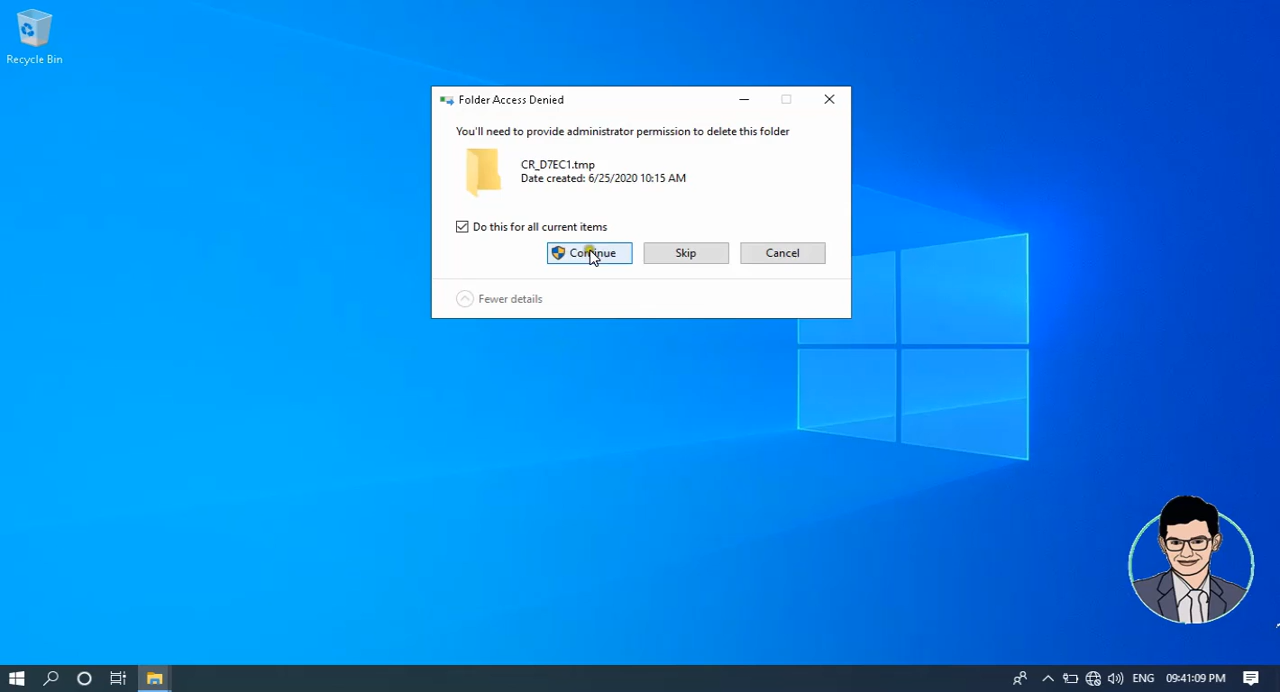 Recycle Bin
Folder Access Denied
You'll need to provide administrator permission to delete this folder
CR_D7EC1.tmp
Date created: 6/25/2020 10:15 AM
Do this for all current items
Continue
Skip
Cancel
Fewer details
ENG
09:41:09 PM